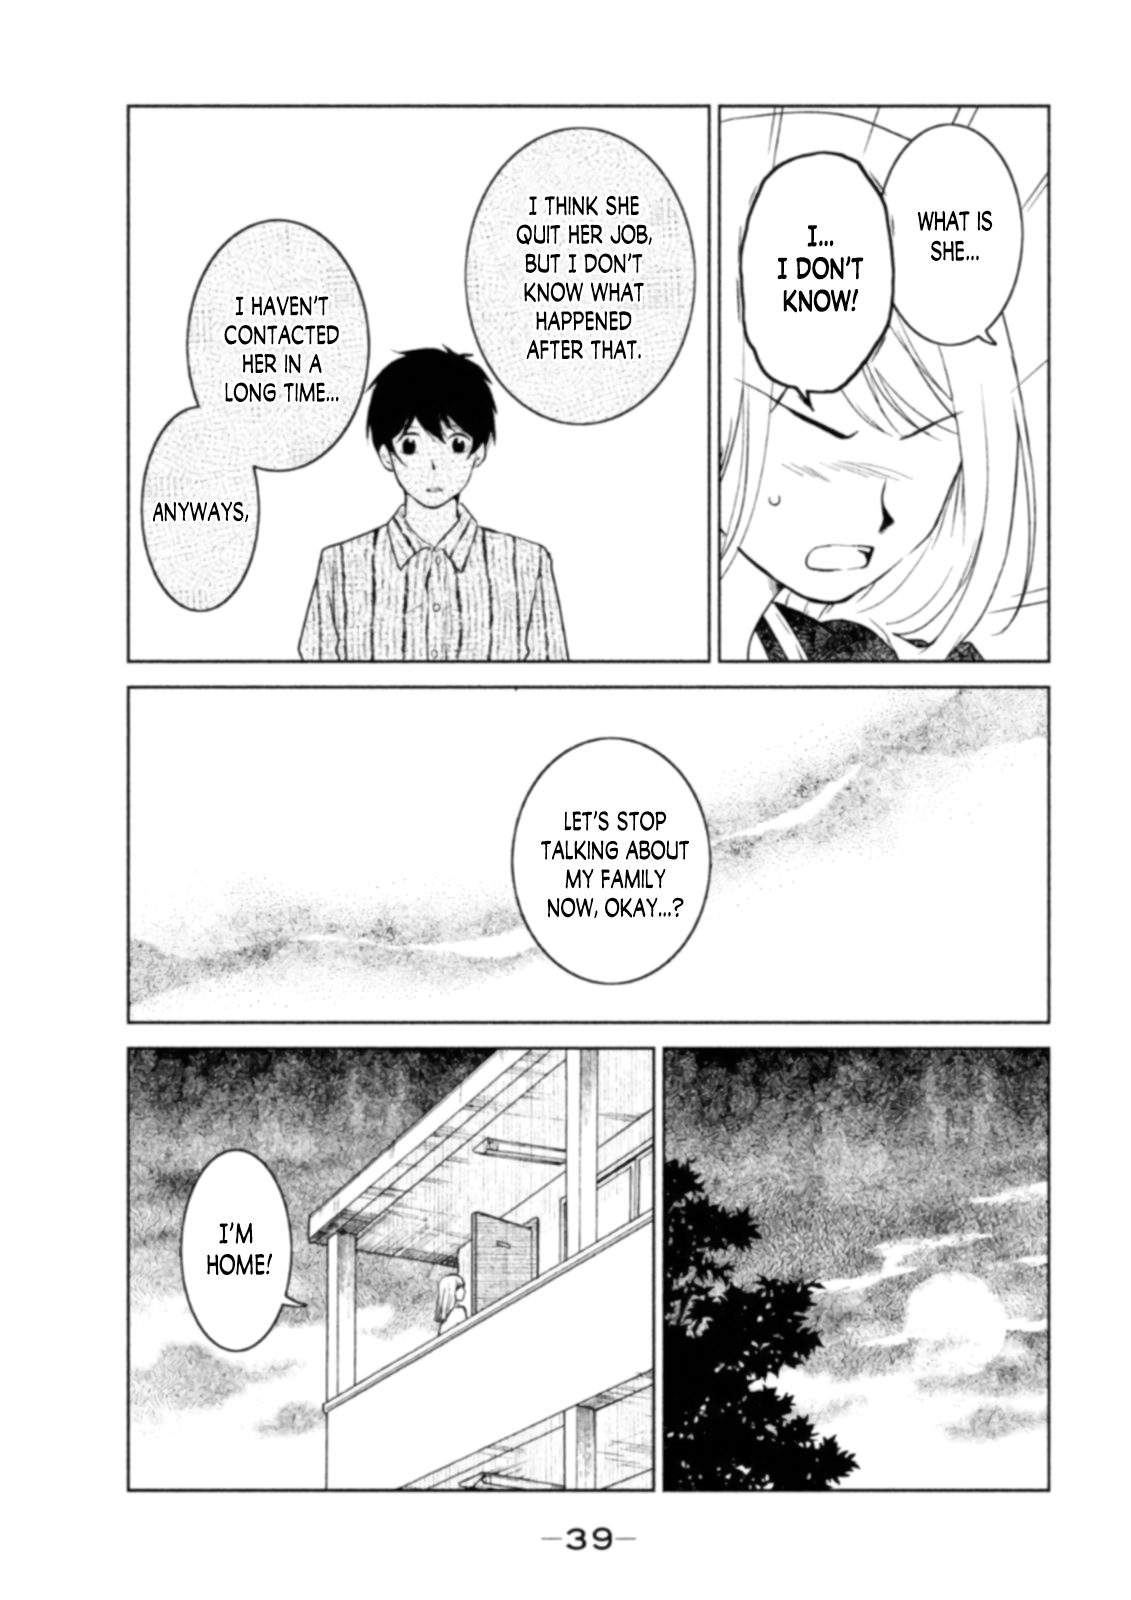 WHAT IS
SHE...
I...
I DON'T
KNOW!
I THINK SHE
QUIT HER JOB,
BUT I DON'T
KNOW WHAT
HAPPENED
AFTER THAT.
I HAVEN'T
CONTACTED
HER IN A
LONG TIME...
ANYWAYS,
LET'S STOP
TALKING ABOUT
MY FAMILY
NOW, OKAY...?
I'M
HOME!
—39—